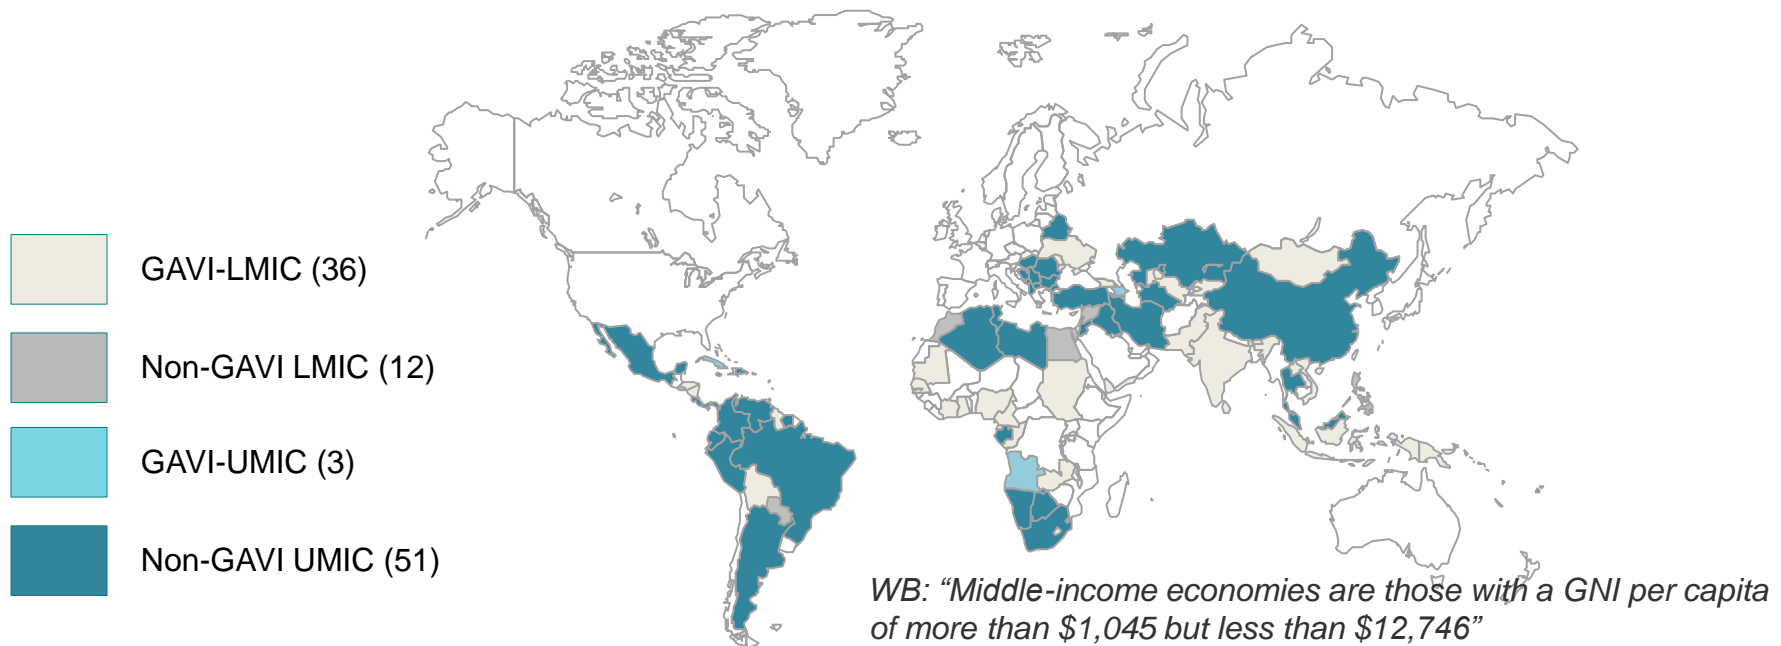 GAVI-LMIC (36)
Non-GAVI LMIC (12)
GAVI-UMIC (3)
Non-GAVI UMIC (51)
WB: “Middle-income economies are those with a GNI per capita
of more than $1,045 but less than $12,746”